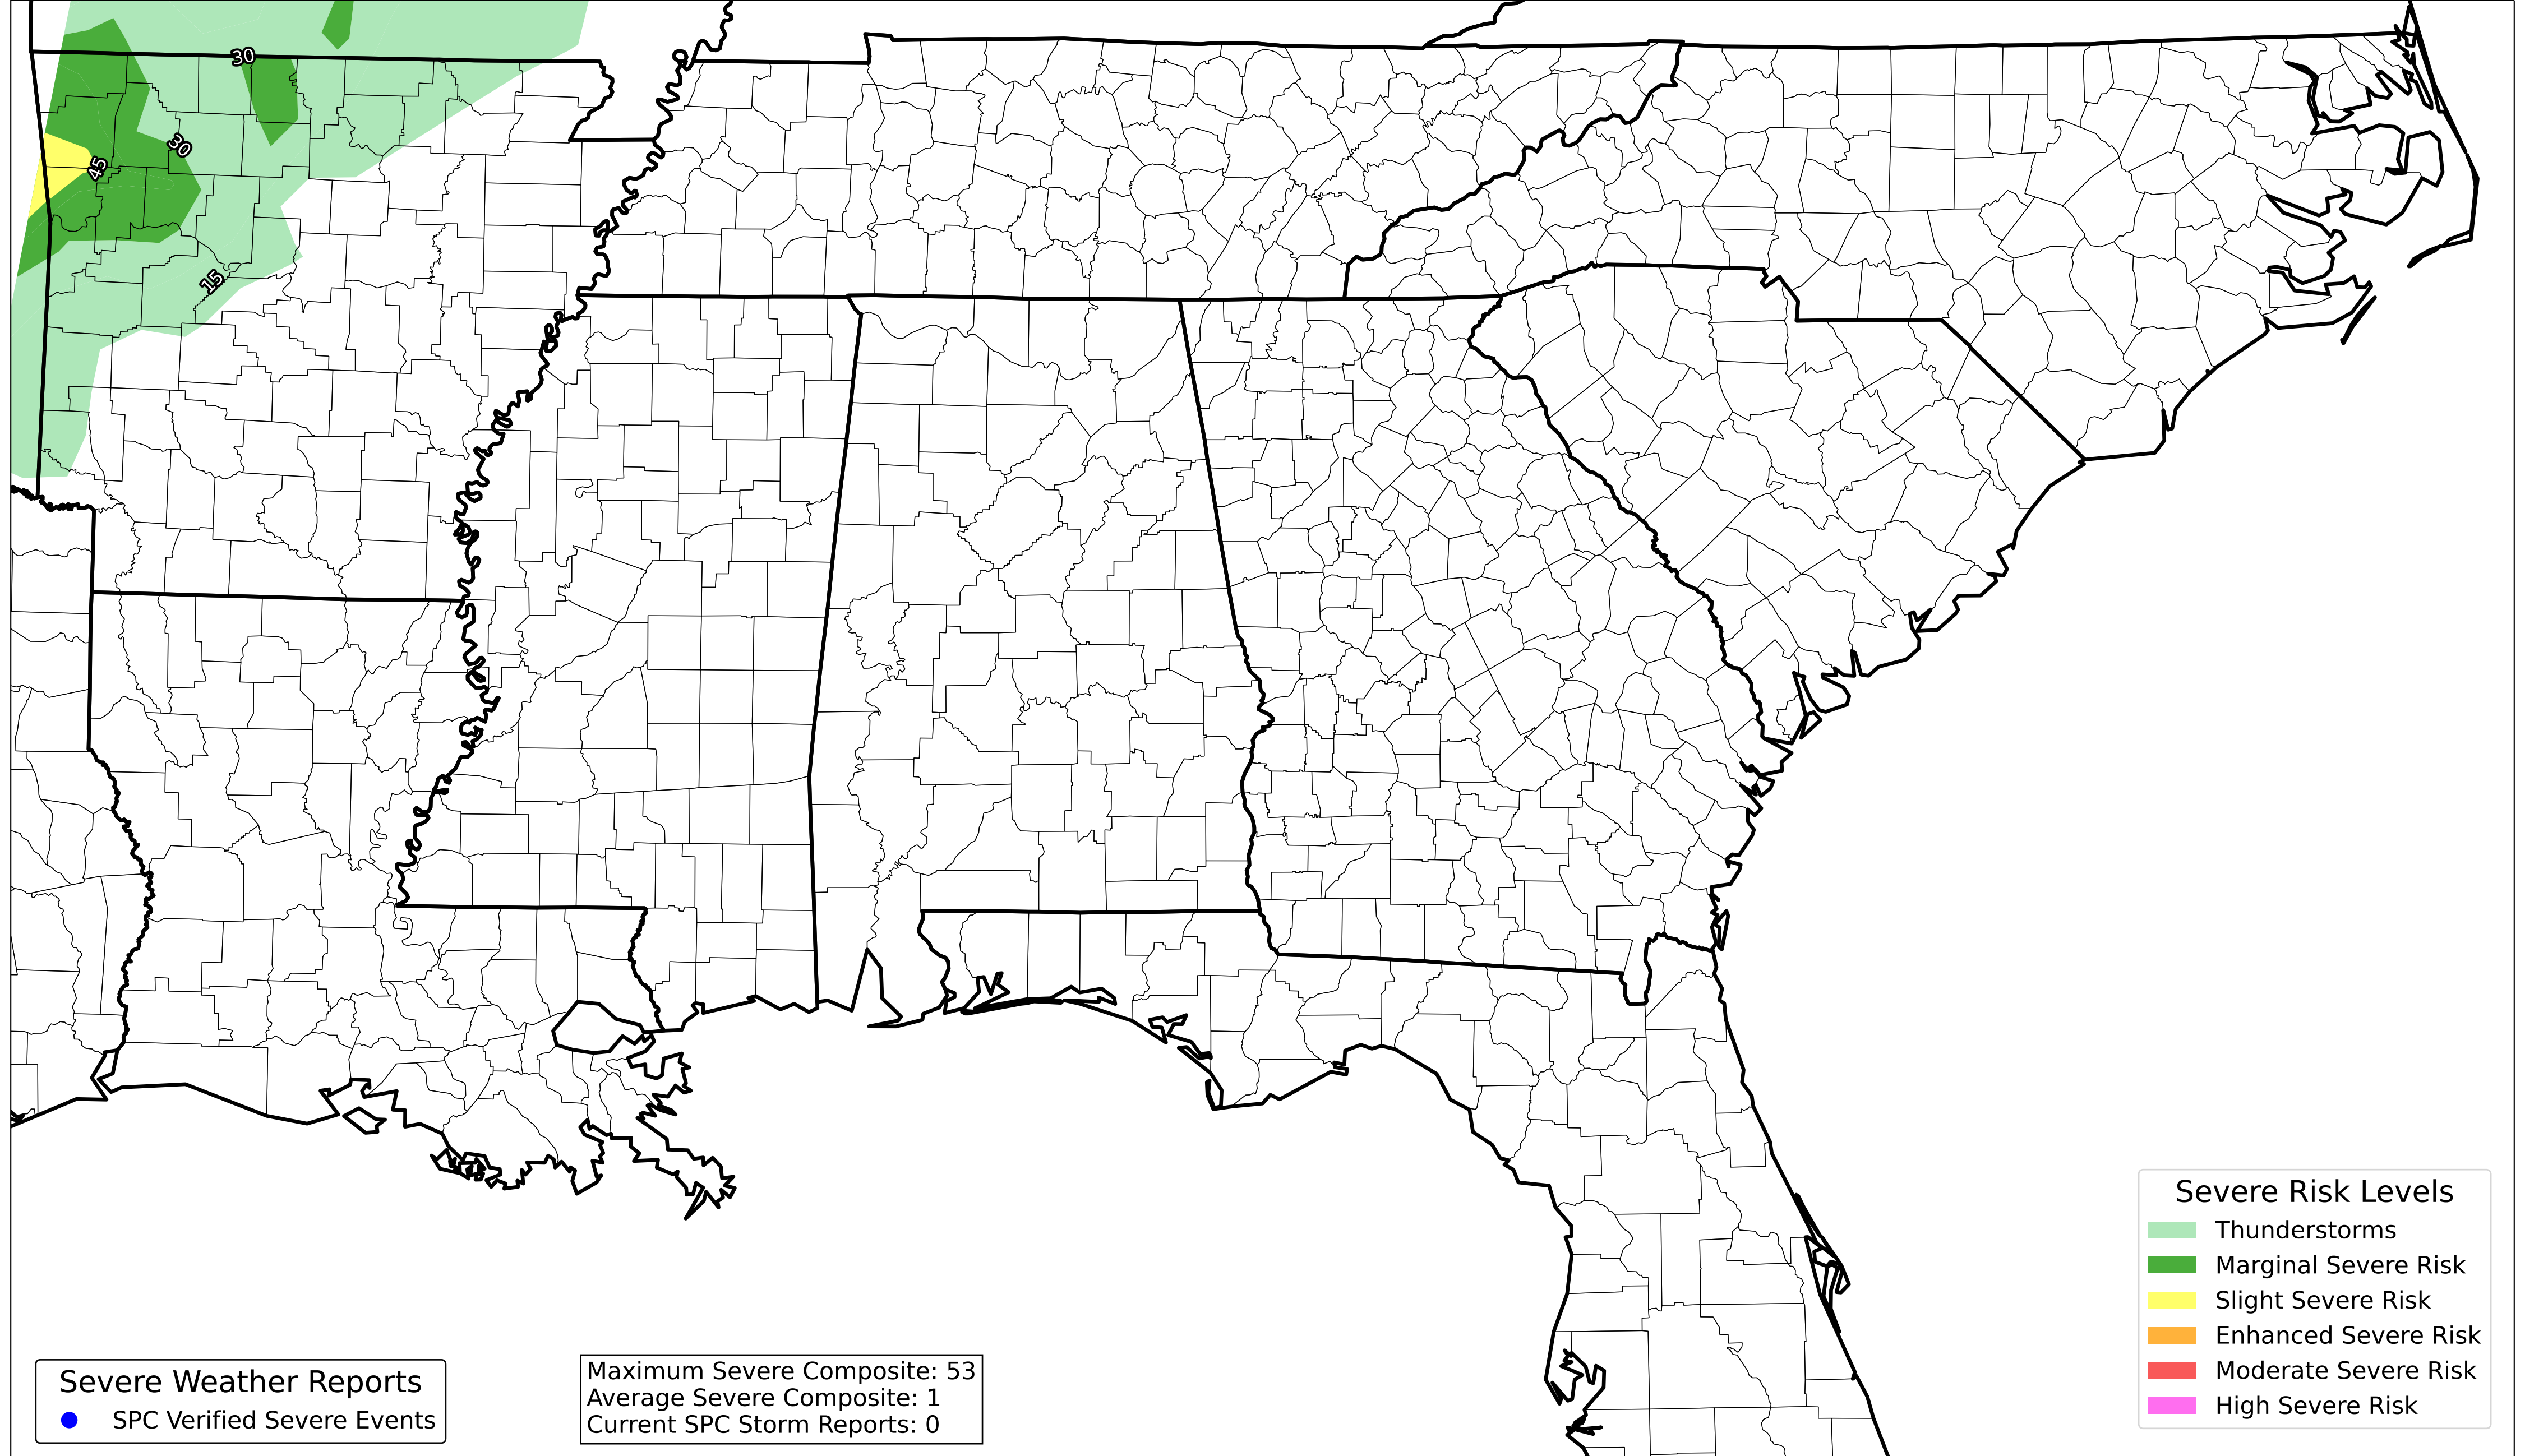 30
30
45
15
Severe Risk Levels
Thunderstorms
Marginal Severe Risk
Slight Severe Risk
Enhanced Severe Risk
Moderate Severe Risk
High Severe Risk
Severe Weather Reports
SPC Verified Severe Events
Maximum Severe Composite: 53
Average Severe Composite: 1
Current SPC Storm Reports: 0